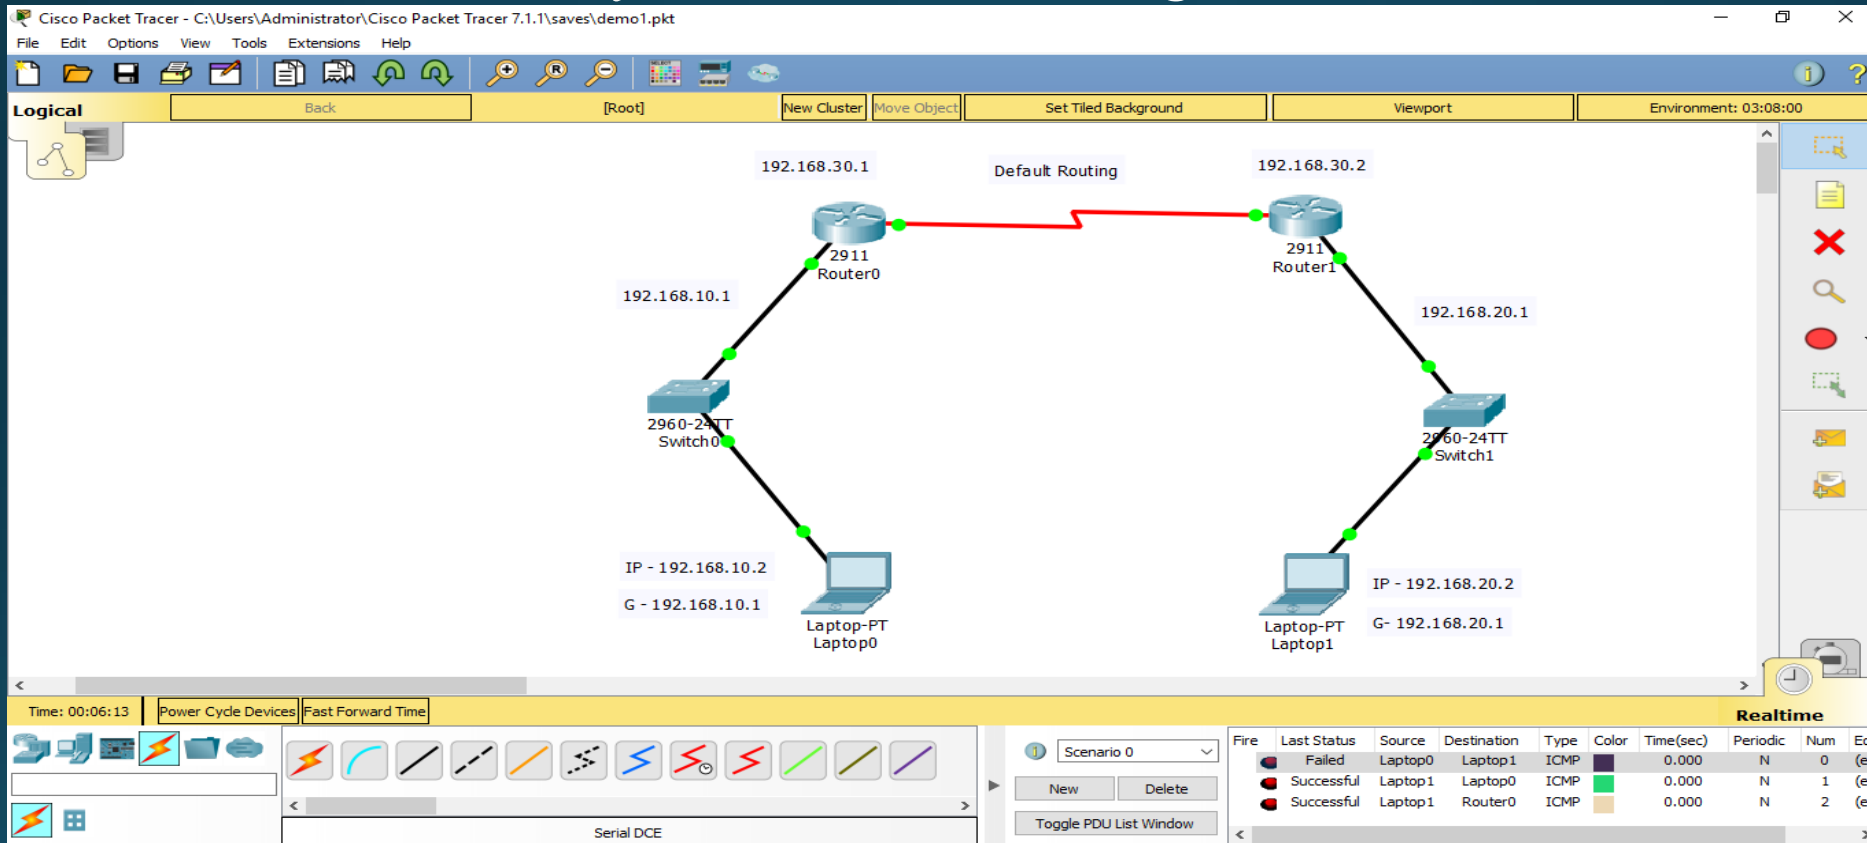 Cisco Packet Tracer - C:\Users\Administrator\Cisco Packet Tracer 7.1.1\saves\demo1.pkt
File Edit Options View Tools Extensions Help
Logical Back [Root] New Cluster Move Object Set Tiled Background Viewport Environment: 03:08:00
192.168.30.1
Default Routing
192.168.30.2
2911
Router0
2911
Router1
192.168.10.1
192.168.20.1
2960-24TT
Switch0
2960-24TT
Switch1
IP - 192.168.10.2
G - 192.168.10.1
Laptop-PT
Laptop0
IP - 192.168.20.2
G- 192.168.20.1
Laptop-PT
Laptop1
Time: 00:06:13 Power Cycle Devices Fast Forward Time
Realtime
Serial DCE
Scenario 0
New Delete
Toggle PDU List Window
Fire Last Status Source Destination Type Color Time(sec) Periodic Num
Failed Laptop0 Laptop1 ICMP 0.000 N 0 (e
Successful Laptop1 Laptop0 ICMP 0.000 N 1 (e
Successful Laptop1 Router0 ICMP 0.000 N 2 (e